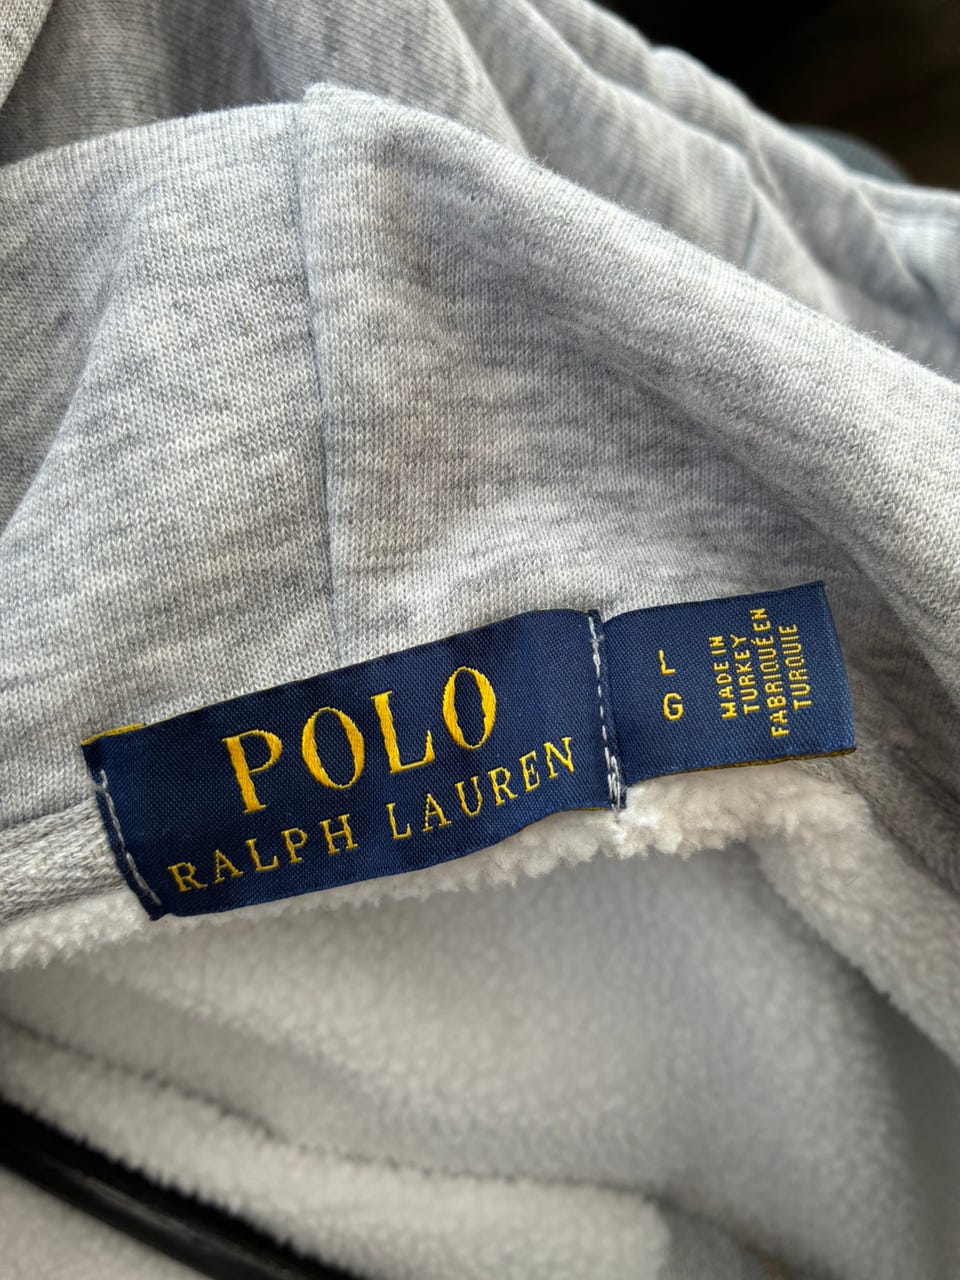 POLO
RALPH LAUREN
L
G
MADE IN
TURKEY
FABRIQUÉ EN
TURQUIE